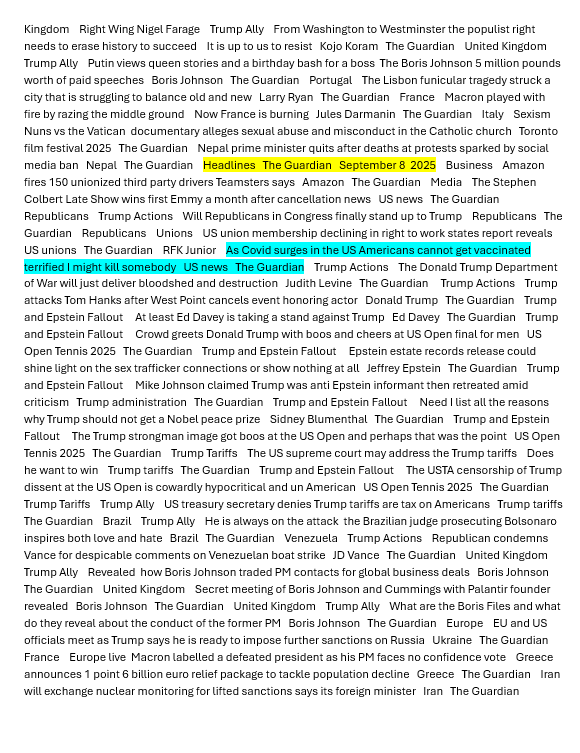 Kingdom Right Wing Nigel Farage Trump Ally From Washington to Westminster the populist right
needs to erase history to succeed It is up to us to resist Kojo Koram The Guardian United Kingdom
Trump Ally Putin views queen stories and a birthday bash for a boss The Boris Johnson 5 million pounds
worth of paid speeches Boris Johnson The Guardian Portugal The Lisbon funicular tragedy struck a
city that is struggling to balance old and new Larry Ryan The Guardian France Macron played with
fire by razing the middle ground Now France is burning Jules Darmanin The Guardian Italy Sexism
Nuns vs the Vatican documentary alleges sexual abuse and misconduct in the Catholic church Toronto
film festival 2025 The Guardian Nepal prime minister quits after deaths at protests sparked by social
media ban Nepal The Guardian Headlines The Guardian September 8 2025 Business Amazon
fires 150 unionized third party drivers Teamsters says Amazon The Guardian Media The Stephen
Colbert Late Show wins first Emmy a month after cancellation news US news The Guardian
Republicans Trump Actions Will Republicans in Congress finally stand up to Trump Republicans The
Guardian Republicans Unions US union membership declining in right to work states report reveals
US unions The Guardian RFK Junior As Covid surges in the US Americans cannot get vaccinated
terrified I might kill somebody US news The Guardian Trump Actions The Donald Trump Department
of War will just deliver bloodshed and destruction Judith Levine The Guardian Trump Actions Trump
attacks Tom Hanks after West Point cancels event honoring actor Donald Trump The Guardian Trump
and Epstein Fallout At least Ed Davey is taking a stand against Trump Ed Davey The Guardian Trump
and Epstein Fallout Crowd greets Donald Trump with boos and cheers at US Open final for men US
Open Tennis 2025 The Guardian Trump and Epstein Fallout Epstein estate records release could
shine light on the sex trafficker connections or show nothing at all Jeffrey Epstein The Guardian Trump
and Epstein Fallout Mike Johnson claimed Trump was anti Epstein informant then retreated amid
criticism Trump administration The Guardian Trump and Epstein Fallout Need I list all the reasons
why Trump should not get a Nobel peace prize Sidney Blumenthal The Guardian Trump and Epstein
Fallout The Trump strongman image got boos at the US Open and perhaps that was the point US Open
Tennis 2025 The Guardian Trump Tariffs The US supreme court may address the Trump tariffs Does
he want to win Trump tariffs The Guardian Trump and Epstein Fallout The USTA censorship of Trump
dissent at the US Open is cowardly hypocritical and un American US Open Tennis 2025 The Guardian
Trump Tariffs Trump Ally US treasury secretary denies Trump tariffs are tax on Americans Trump tariffs
The Guardian Brazil Trump Ally He is always on the attack the Brazilian judge prosecuting Bolsonaro
inspires both love and hate Brazil The Guardian Venezuela Trump Actions Republican condemns
Vance for despicable comments on Venezuelan boat strike JD Vance The Guardian United Kingdom
Trump Ally Revealed how Boris Johnson traded PM contacts for global business deals Boris Johnson
The Guardian United Kingdom Secret meeting of Boris Johnson and Cummings with Palantir founder
revealed Boris Johnson The Guardian United Kingdom Trump Ally What are the Boris Files and what
do they reveal about the conduct of the former PM Boris Johnson The Guardian Europe EU and US
officials meet as Trump says he is ready to impose further sanctions on Russia Ukraine The Guardian
France Europe live Macron labelled a defeated president as his PM faces no confidence vote Greece
announces 1 point 6 billion euro relief package to tackle population decline Greece The Guardian Iran
will exchange nuclear monitoring for lifted sanctions says its foreign minister Iran The Guardian